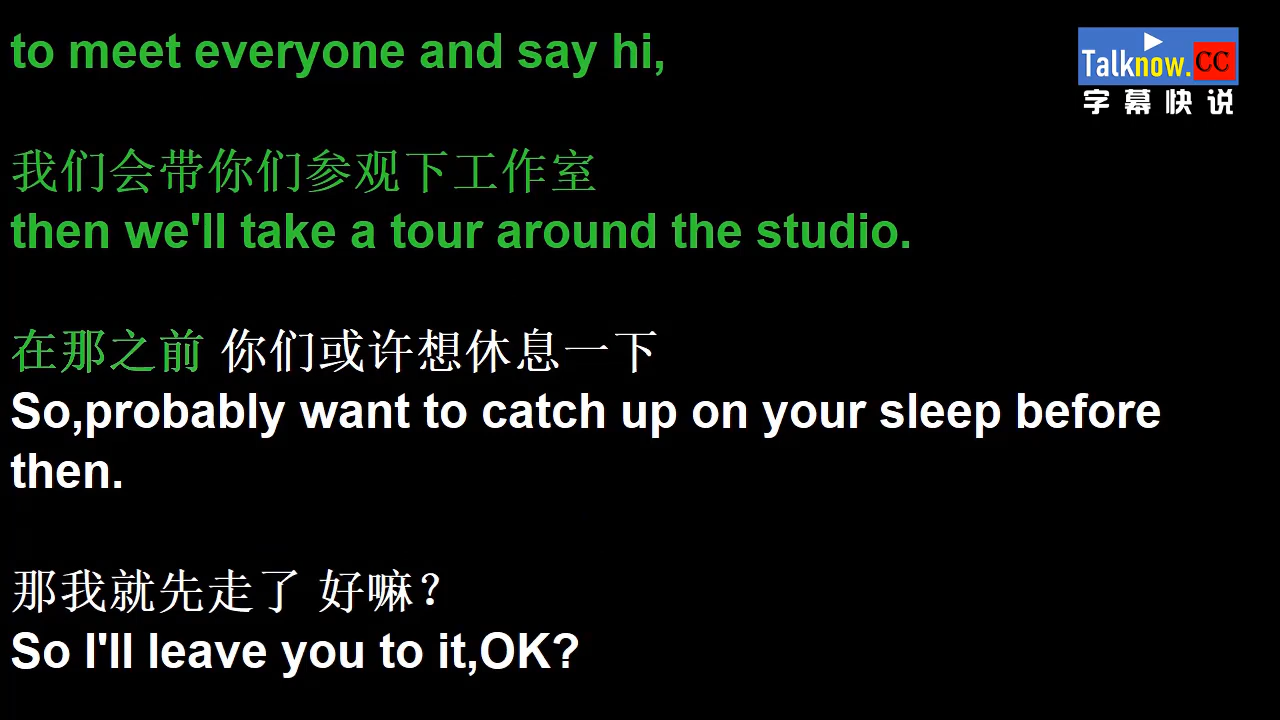 to meet everyone and say hi,
Talknow.CC
字幕快说
我们会带你们参观下工作室
then we'll take a tour around the studio.
在那之前 你们或许想休息一下
So,probably want to catch up on your sleep before
then.
那我就先走了 好嘛?
So I'll leave you to it,OK?